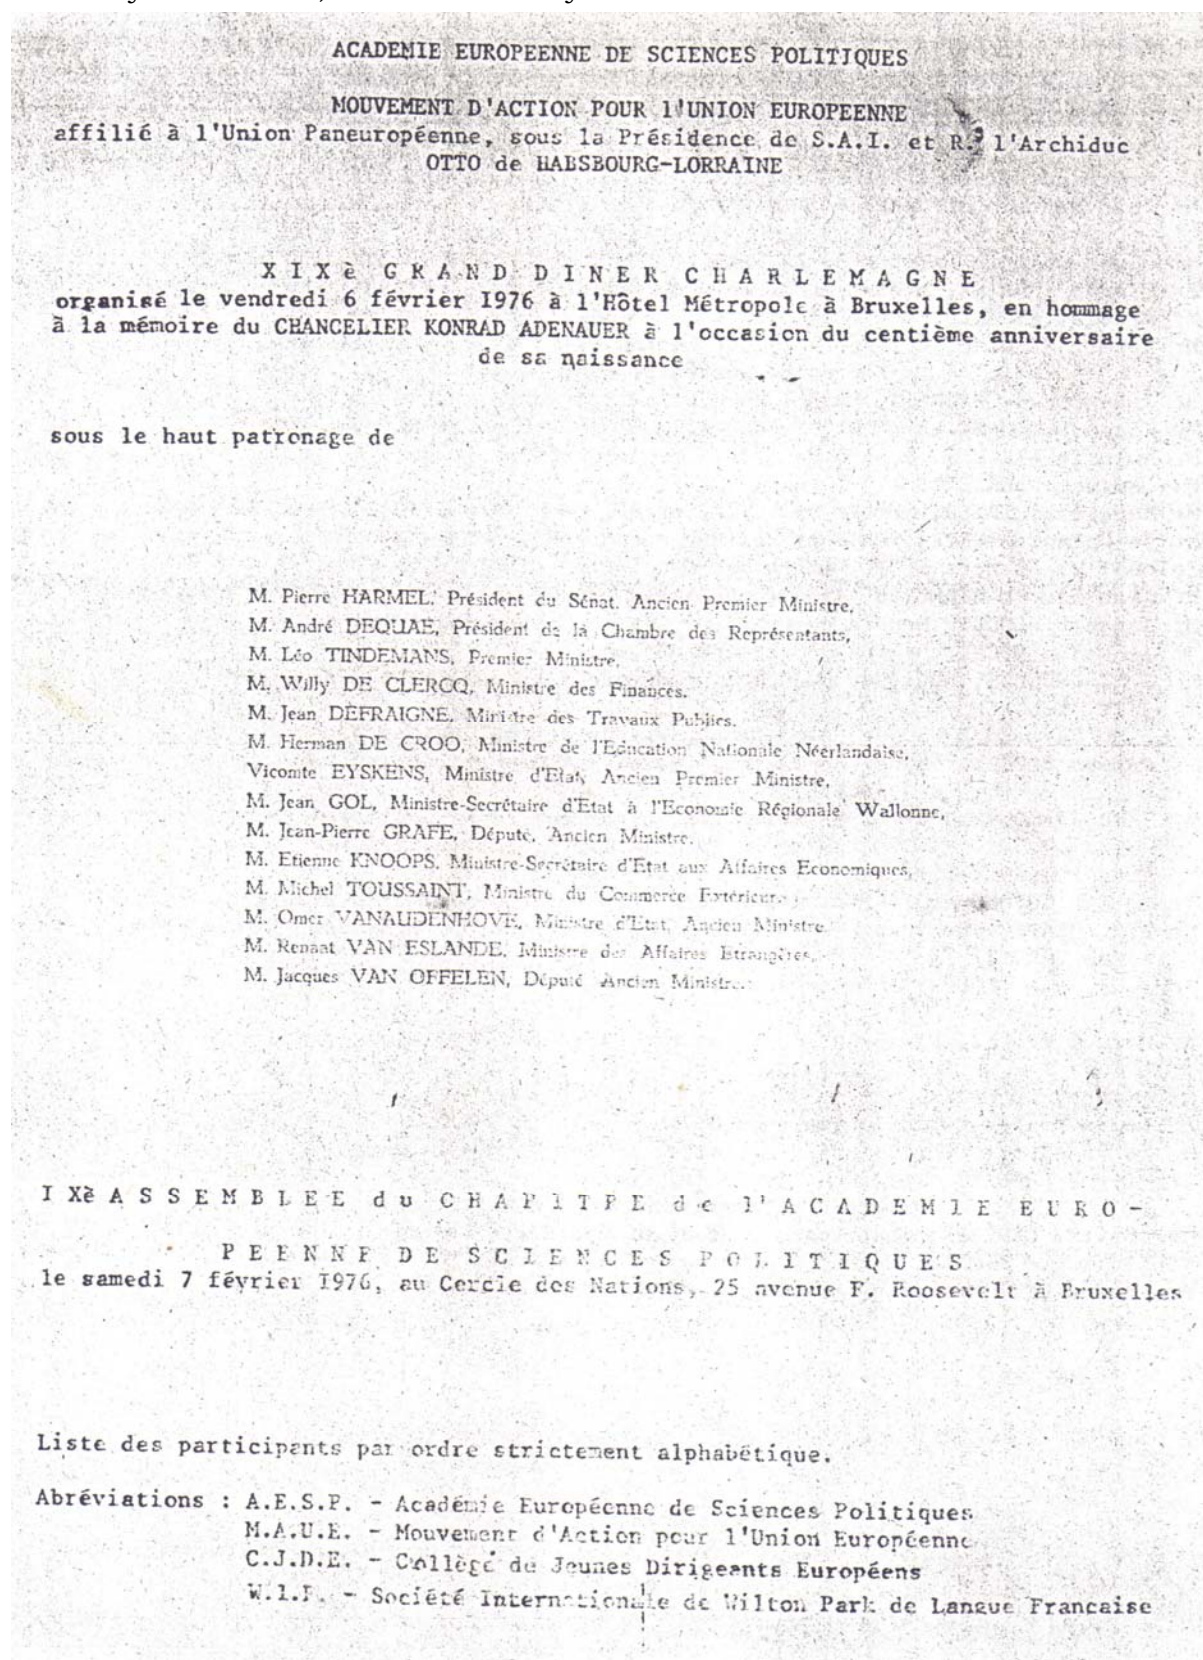 ACADEMIE EUROPEENNE DE SCIENCES POLITIQUES
MOUVEMENT D'ACTION POUR l'UNION EUROPEENNE
affilié à l'Union Paneuropéenne, sous la Présidence de S.A.I. et R. l'Archiduc
OTTO de HABSBOURG-LORRAINE
XIXè GRAND DINER CHARLEMAGNE
organisé le vendredi 6 février I976 à l'Hôtel Métropole à Bruxelles, en hommage
à la mémoire du CHANCELIER KONRAD ADENAUER à l'occasion du centième anniversaire
de sa naissance
sous le haut patronage de
M. Pierre HARMEL, Président du Sénat, Ancien Premier Ministre,
M. André DEQUAE, Président de la Chambre des Représentants,
M. Léo TINDEMANS, Premier Ministre,
M. Willy DE CLERCQ, Ministre des Finances,
M. Jean DEFRAIGNE, Ministre des Travaux Publics,
M. Herman DE CROO, Ministre de l'Education Nationale Néerlandaise,
Vicomte EYSKENS, Ministre d'Etat, Ancien Premier Ministre,
M. Jean GOL, Ministre-Secrétaire d'Etat à l'Economie Régionale Wallonne,
M. Jean-Pierre GRAFE, Député, Ancien Ministre,
M. Etienne KNOOPS, Ministre-Secrétaire d'Etat aux Affaires Economiques,
M. Michel TOUSSAINT, Ministre du Commerce Extérieur,
M. Omer VANAUDENHOVE, Ministre d'Etat, Ancien Ministre,
M. Renaat VAN ESLANDE, Ministre des Affaires Etrangères,
M. Jacques VAN OFFELEN, Député Ancien Ministre.
IXè ASSEMBLEE du CHAPITRE de l'ACADEMIE EURO-
PEENNE DE SCIENCES POLITIQUES
le samedi 7 février I976, au Cercle des Nations, 25 avenue F. Roosevelt à Bruxelles
Liste des participants par ordre strictement alphabétique.
Abréviations : A.E.S.P. - Académie Européenne de Sciences Politiques
M.A.U.E. - Mouvement d'Action pour l'Union Européenne
C.J.D.E. - Collège de Jeunes Dirigeants Européens
W.I.P. - Société Internationale de Wilton Park de Langue Francaise